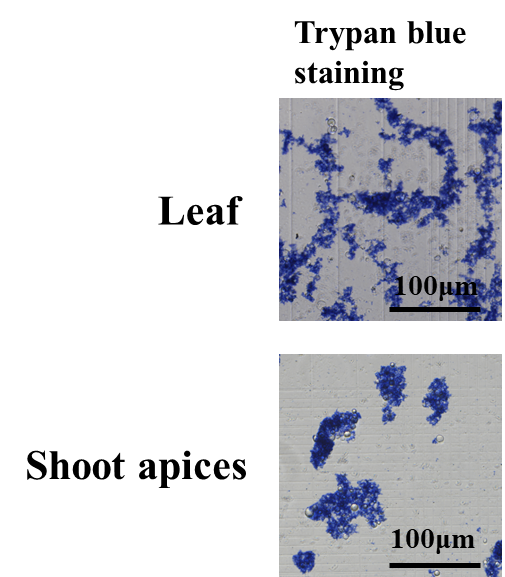 Trypan blue
staining
Leaf
100μm
Shoot apices
100μm